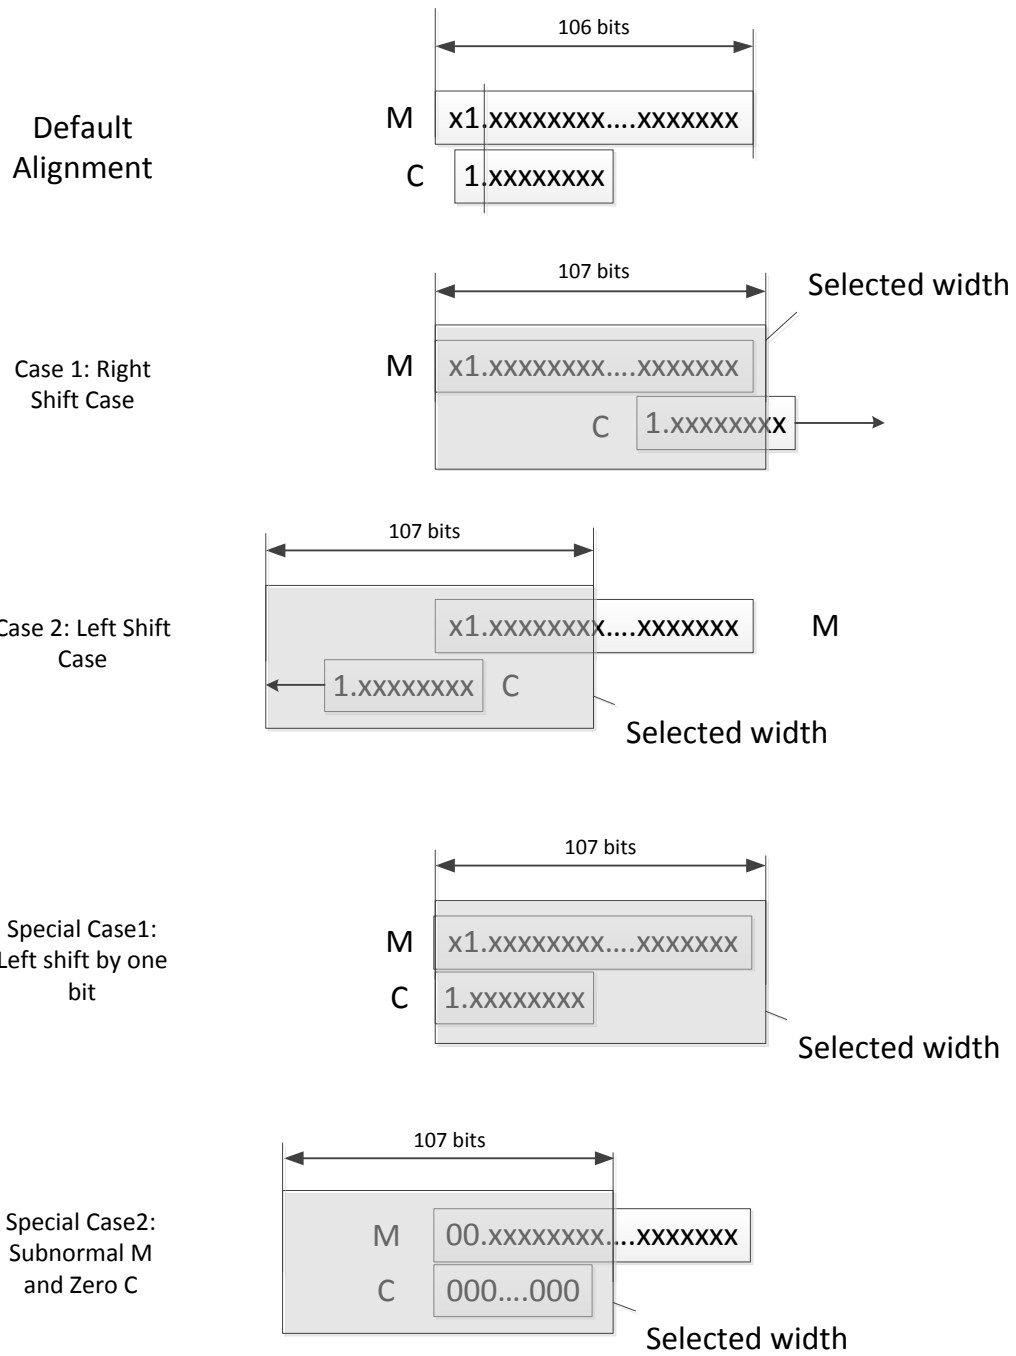 106 bits
Default
Alignment
M x1.xxxxxxxx....xxxxxxx
C 1.xxxxxxxx
107 bits
Selected width
Case 1: Right
Shift Case
M x1.xxxxxxxx....xxxxxxx
C 1.xxxxxxxx
107 bits
Case 2: Left Shift
Case
x1.xxxxxxxx....xxxxxxx M
1.xxxxxxxx C
Selected width
107 bits
Special Case1:
Left shift by one
bit
M x1.xxxxxxxx....xxxxxxx
C 1.xxxxxxxx
Selected width
107 bits
Special Case2:
Subnormal M
and Zero C
M 00.xxxxxxxx....xxxxxxx
C 000....000
Selected width